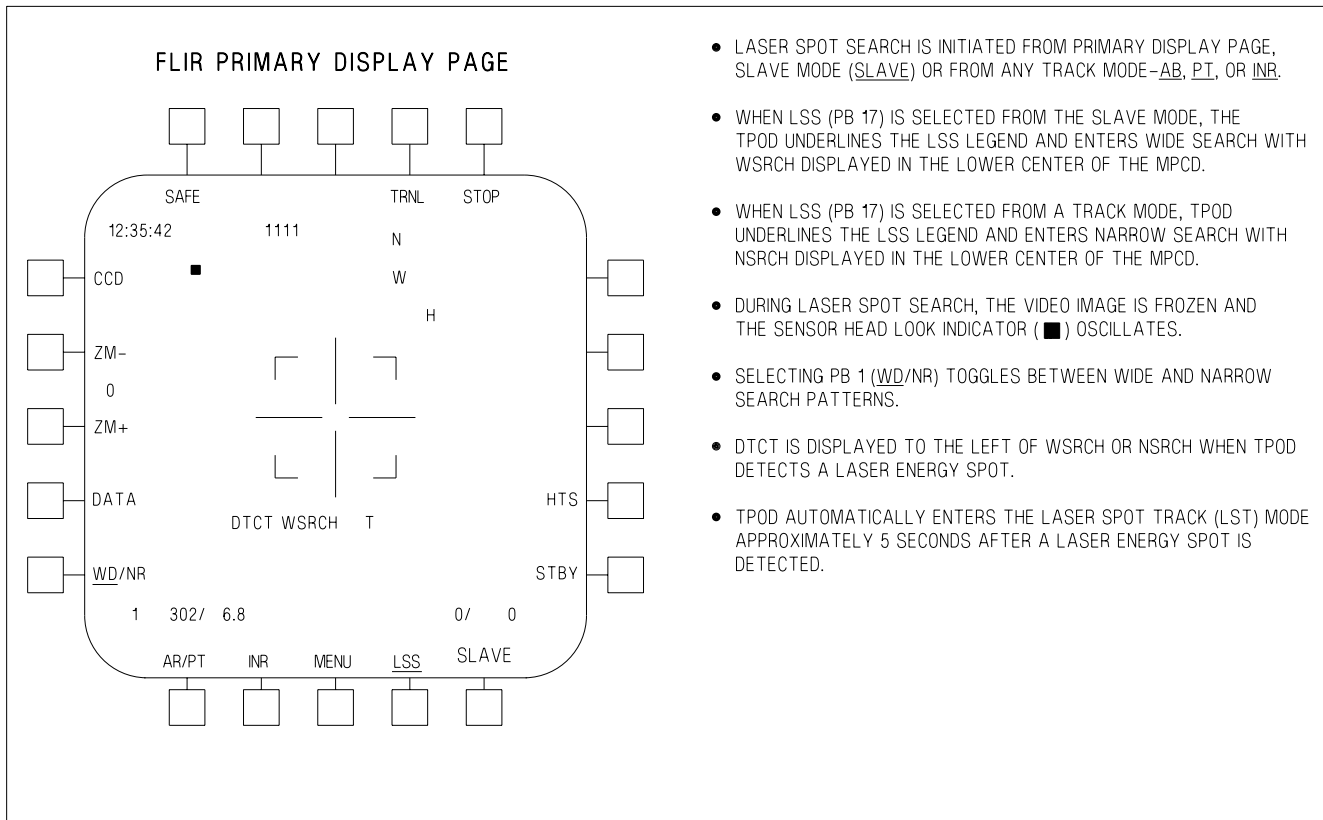 FLIR PRIMARY DISPLAY PAGE
SAFE TRNL STOP
12:35:42 1111 N
CCD W
H
ZM-
0
ZM+
DATA HTS
DTCT WSRCH T
WD/NR STBY
1 302/ 6.8 0/ 0
AR/PT INR MENU LSS SLAVE
● LASER SPOT SEARCH IS INITIATED FROM PRIMARY DISPLAY PAGE,
SLAVE MODE (SLAVE) OR FROM ANY TRACK MODE-AB, PT, OR INR.
● WHEN LSS (PB 17) IS SELECTED FROM THE SLAVE MODE, THE
TPOD UNDERLINES THE LSS LEGEND AND ENTERS WIDE SEARCH WITH
WSRCH DISPLAYED IN THE LOWER CENTER OF THE MPCD.
● WHEN LSS (PB 17) IS SELECTED FROM A TRACK MODE, TPOD
UNDERLINES THE LSS LEGEND AND ENTERS NARROW SEARCH WITH
NSRCH DISPLAYED IN THE LOWER CENTER OF THE MPCD.
● DURING LASER SPOT SEARCH, THE VIDEO IMAGE IS FROZEN AND
THE SENSOR HEAD LOOK INDICATOR (■) OSCILLATES.
● SELECTING PB 1 (WD/NR) TOGGLES BETWEEN WIDE AND NARROW
SEARCH PATTERNS.
● DTCT IS DISPLAYED TO THE LEFT OF WSRCH OR NSRCH WHEN TPOD
DETECTS A LASER ENERGY SPOT.
● TPOD AUTOMATICALLY ENTERS THE LASER SPOT TRACK (LST) MODE
APPROXIMATELY 5 SECONDS AFTER A LASER ENERGY SPOT IS
DETECTED.